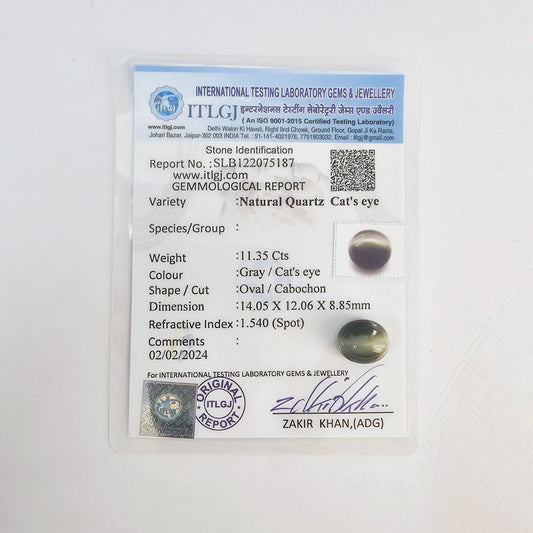 INTERNATIONAL TESTING LABORATORY GEMS & JEWELLERY
ITLGJ इन्टरनेशनल टेस्टींग लेबोरेट्री जेम्स एण्ड ज्वैलरी
www.itlgj.com
( An ISO 9001-2015 Certified Testing Laboratory)
Delhi Walon Ki Haveli, Right IInd Chowk, Ground Floor, Gopal Ji Ka Rasta,
Johari Bazar, Jaipur-302 003 INDIA Tel. : 91-141-4021976, 7791903032, Email : itlgj@gmail.com
Stone Identification
Report No. :SLB122075187
www.itlgj.com
GEMMOLOGICAL REPORT
Variety :Natural Quartz Cat's eye
Species/Group :
Weight :11.35 Cts
Colour :Gray / Cat's eye
Shape / Cut :Oval / Cabochon
Dimension :14.05 X 12.06 X 8.85mm
Refractive Index :1.540 (Spot)
Comments :
02/02/2024
For INTERNATIONAL TESTING LABORATORY GEMS & JEWELLERY
ORIGINAL
ITLGJ
REPORT
ZAKIR KHAN,(ADG)